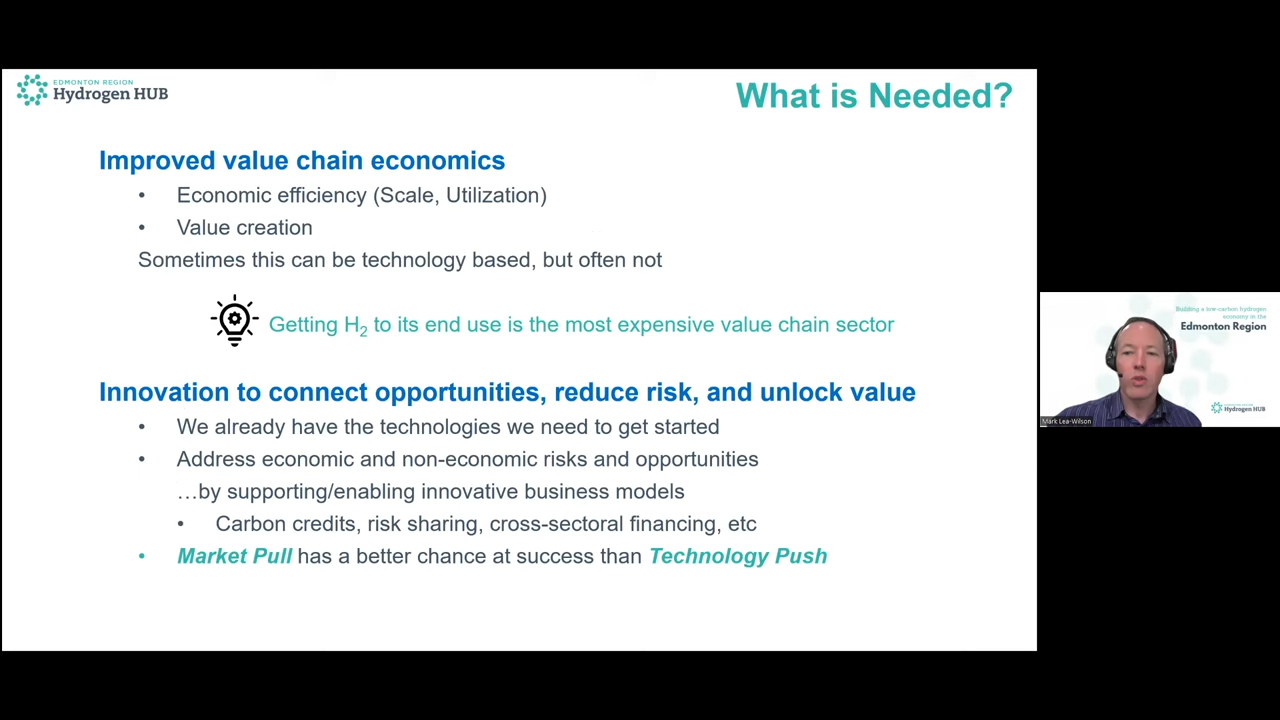 EDMONTON REGION
Hydrogen HUB
What is Needed?
Improved value chain economics
• Economic efficiency (Scale, Utilization)
• Value creation
Sometimes this can be technology based, but often not
Getting H₂ to its end use is the most expensive value chain sector
Innovation to connect opportunities, reduce risk, and unlock value
• We already have the technologies we need to get started
• Address economic and non-economic risks and opportunities
…by supporting/enabling innovative business models
• Carbon credits, risk sharing, cross-sectoral financing, etc
• Market Pull has a better chance at success than Technology Push
Building a low-carbon hydrogen
economy in the
Edmonton Region
Hydrogen HUB
Mark Lea-Wilson